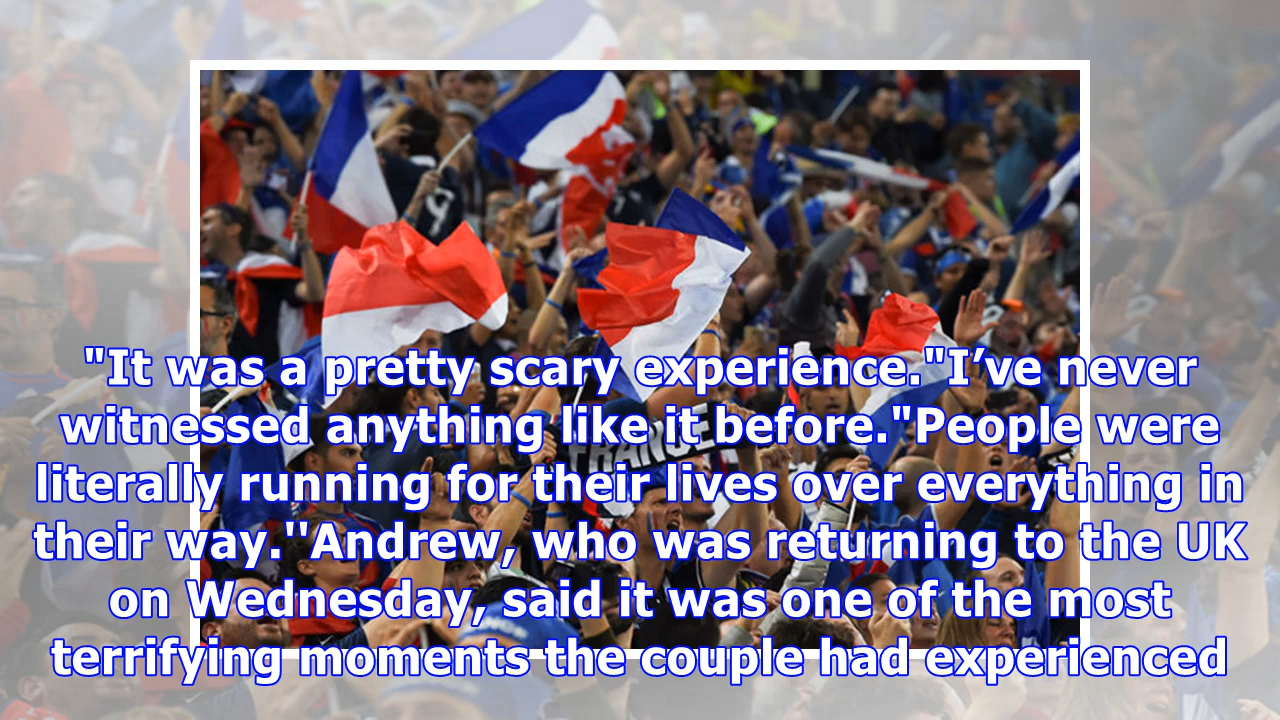 9
FRANCE
"It was a pretty scary experience."I’ve never
witnessed anything like it before."People were
literally running for their lives over everything in
their way.''Andrew, who was returning to the UK
on Wednesday, said it was one of the most
terrifying moments the couple had experienced